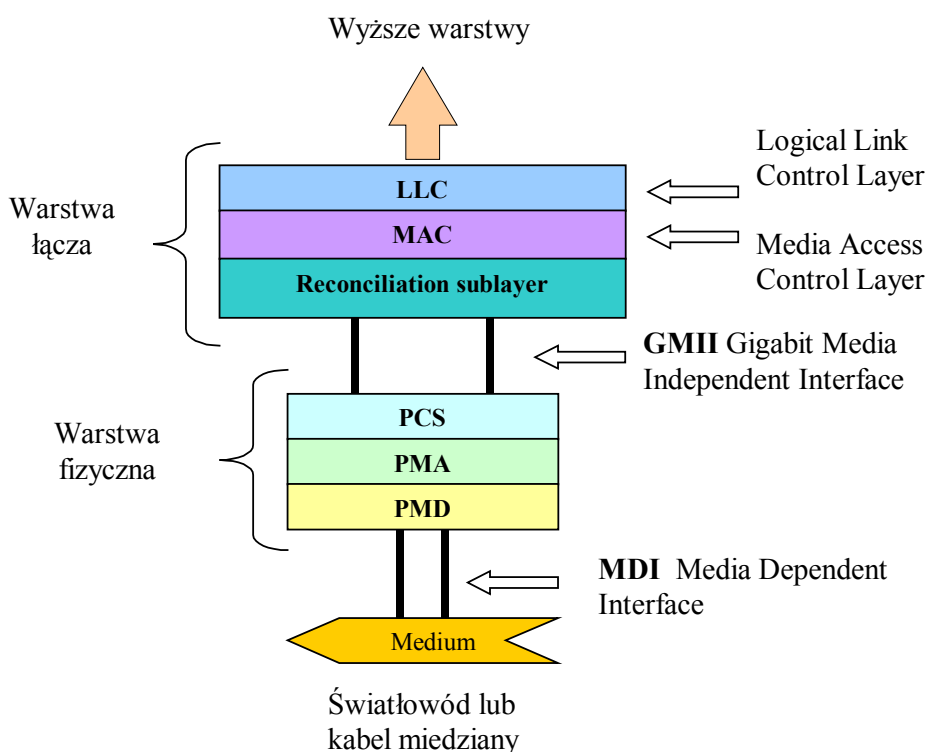 Wyższe warstwy
Logical Link
Control Layer
LLC
Warstwa
łącza
MAC
Media Access
Control Layer
Reconciliation sublayer
GMII Gigabit Media
Independent Interface
PCS
Warstwa
fizyczna
PMA
PMD
MDI Media Dependent
Interface
Medium
Światłowód lub
kabel miedziany